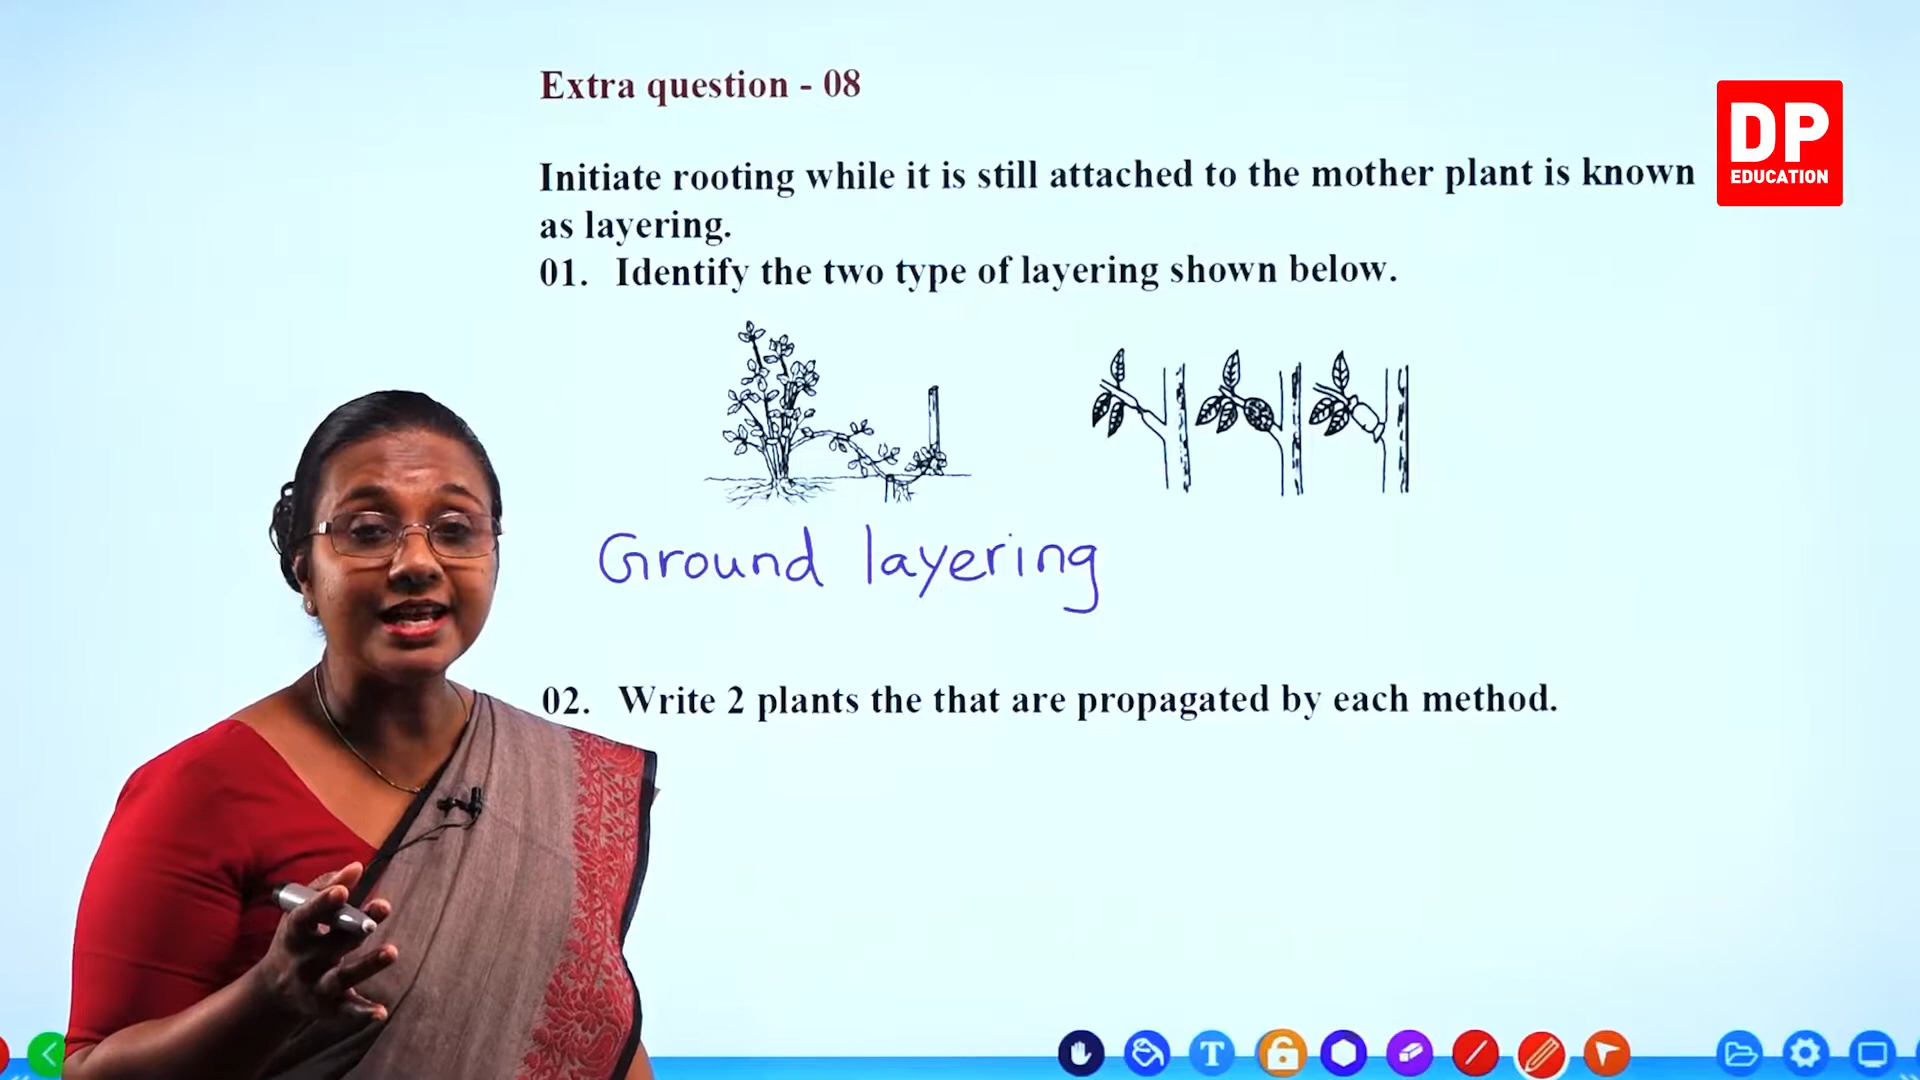 Extra question - 08
DP
EDUCATION
Initiate rooting while it is still attached to the mother plant is known
as layering.
01. Identify the two type of layering shown below.
Ground layering
02. Write 2 plants the that are propagated by each method.
T